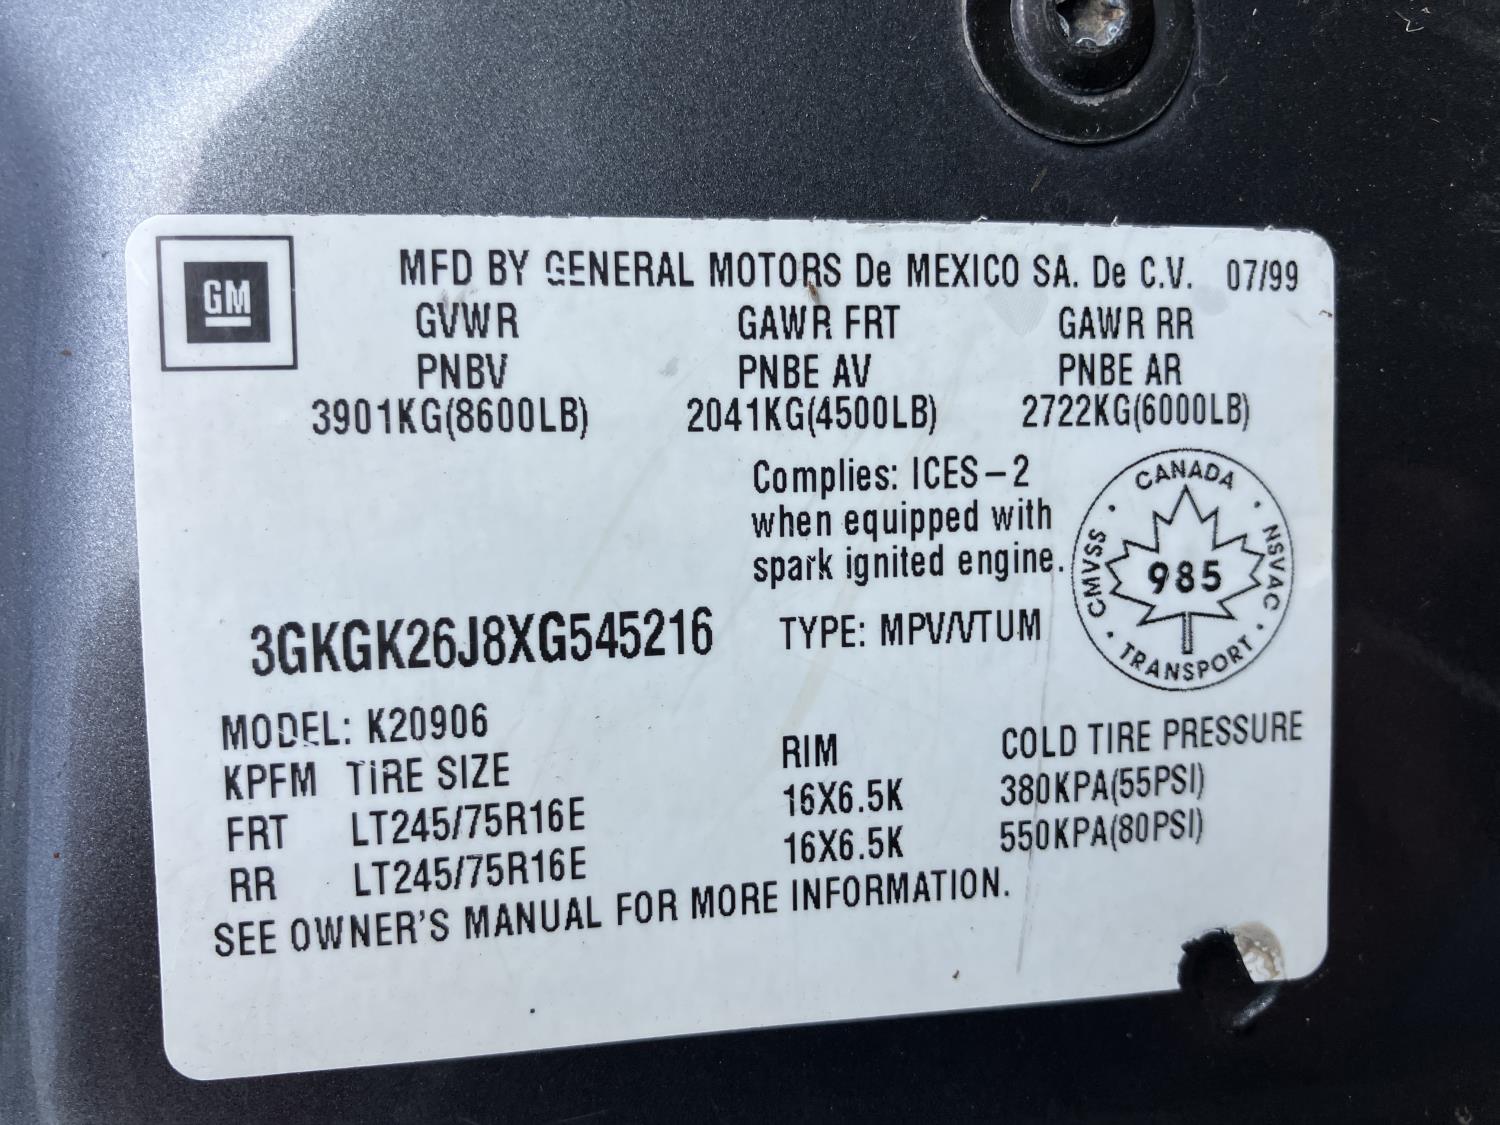 GM
MFD BY GENERAL MOTORS De MEXICO SA. De C.V. 07/99
GVWR GAWR FRT GAWR RR
PNBV PNBE AV PNBE AR
3901KG(8600LB) 2041KG(4500LB) 2722KG(6000LB)
Complies: ICES-2
when equipped with
spark ignited engine.
CANADA
CMVSS 985 NSVAC
TRANSPORT
3GKGK26J8XG545216 TYPE: MPV/VTUM
MODEL: K20906
KPFM TIRE SIZE RIM COLD TIRE PRESSURE
FRT LT245/75R16E 16X6.5K 380KPA(55PSI)
RR LT245/75R16E 16X6.5K 550KPA(80PSI)
SEE OWNER'S MANUAL FOR MORE INFORMATION.